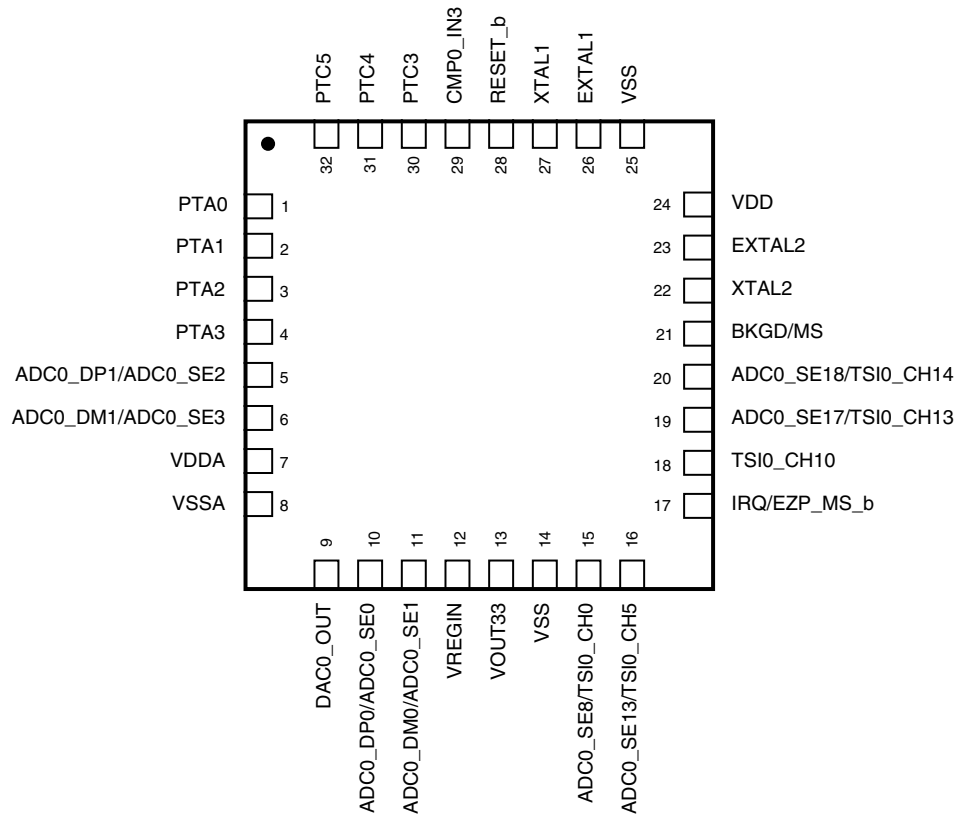 PTC5
PTC4
PTC3
CMP0_IN3
RESET_b
XTAL1
EXTAL1
VSS
32
31
30
29
28
27
26
25
PTA0 1
PTA1 2
PTA2 3
PTA3 4
ADC0_DP1/ADC0_SE2 5
ADC0_DM1/ADC0_SE3 6
VDDA 7
VSSA 8
24 VDD
23 EXTAL2
22 XTAL2
21 BKGD/MS
20 ADC0_SE18/TSI0_CH14
19 ADC0_SE17/TSI0_CH13
18 TSI0_CH10
17 IRQ/EZP_MS_b
9
10
11
12
13
14
15
16
DAC0_OUT
ADC0_DP0/ADC0_SE0
ADC0_DM0/ADC0_SE1
VREGIN
VOUT33
VSS
ADC0_SE8/TSI0_CH0
ADC0_SE13/TSI0_CH5